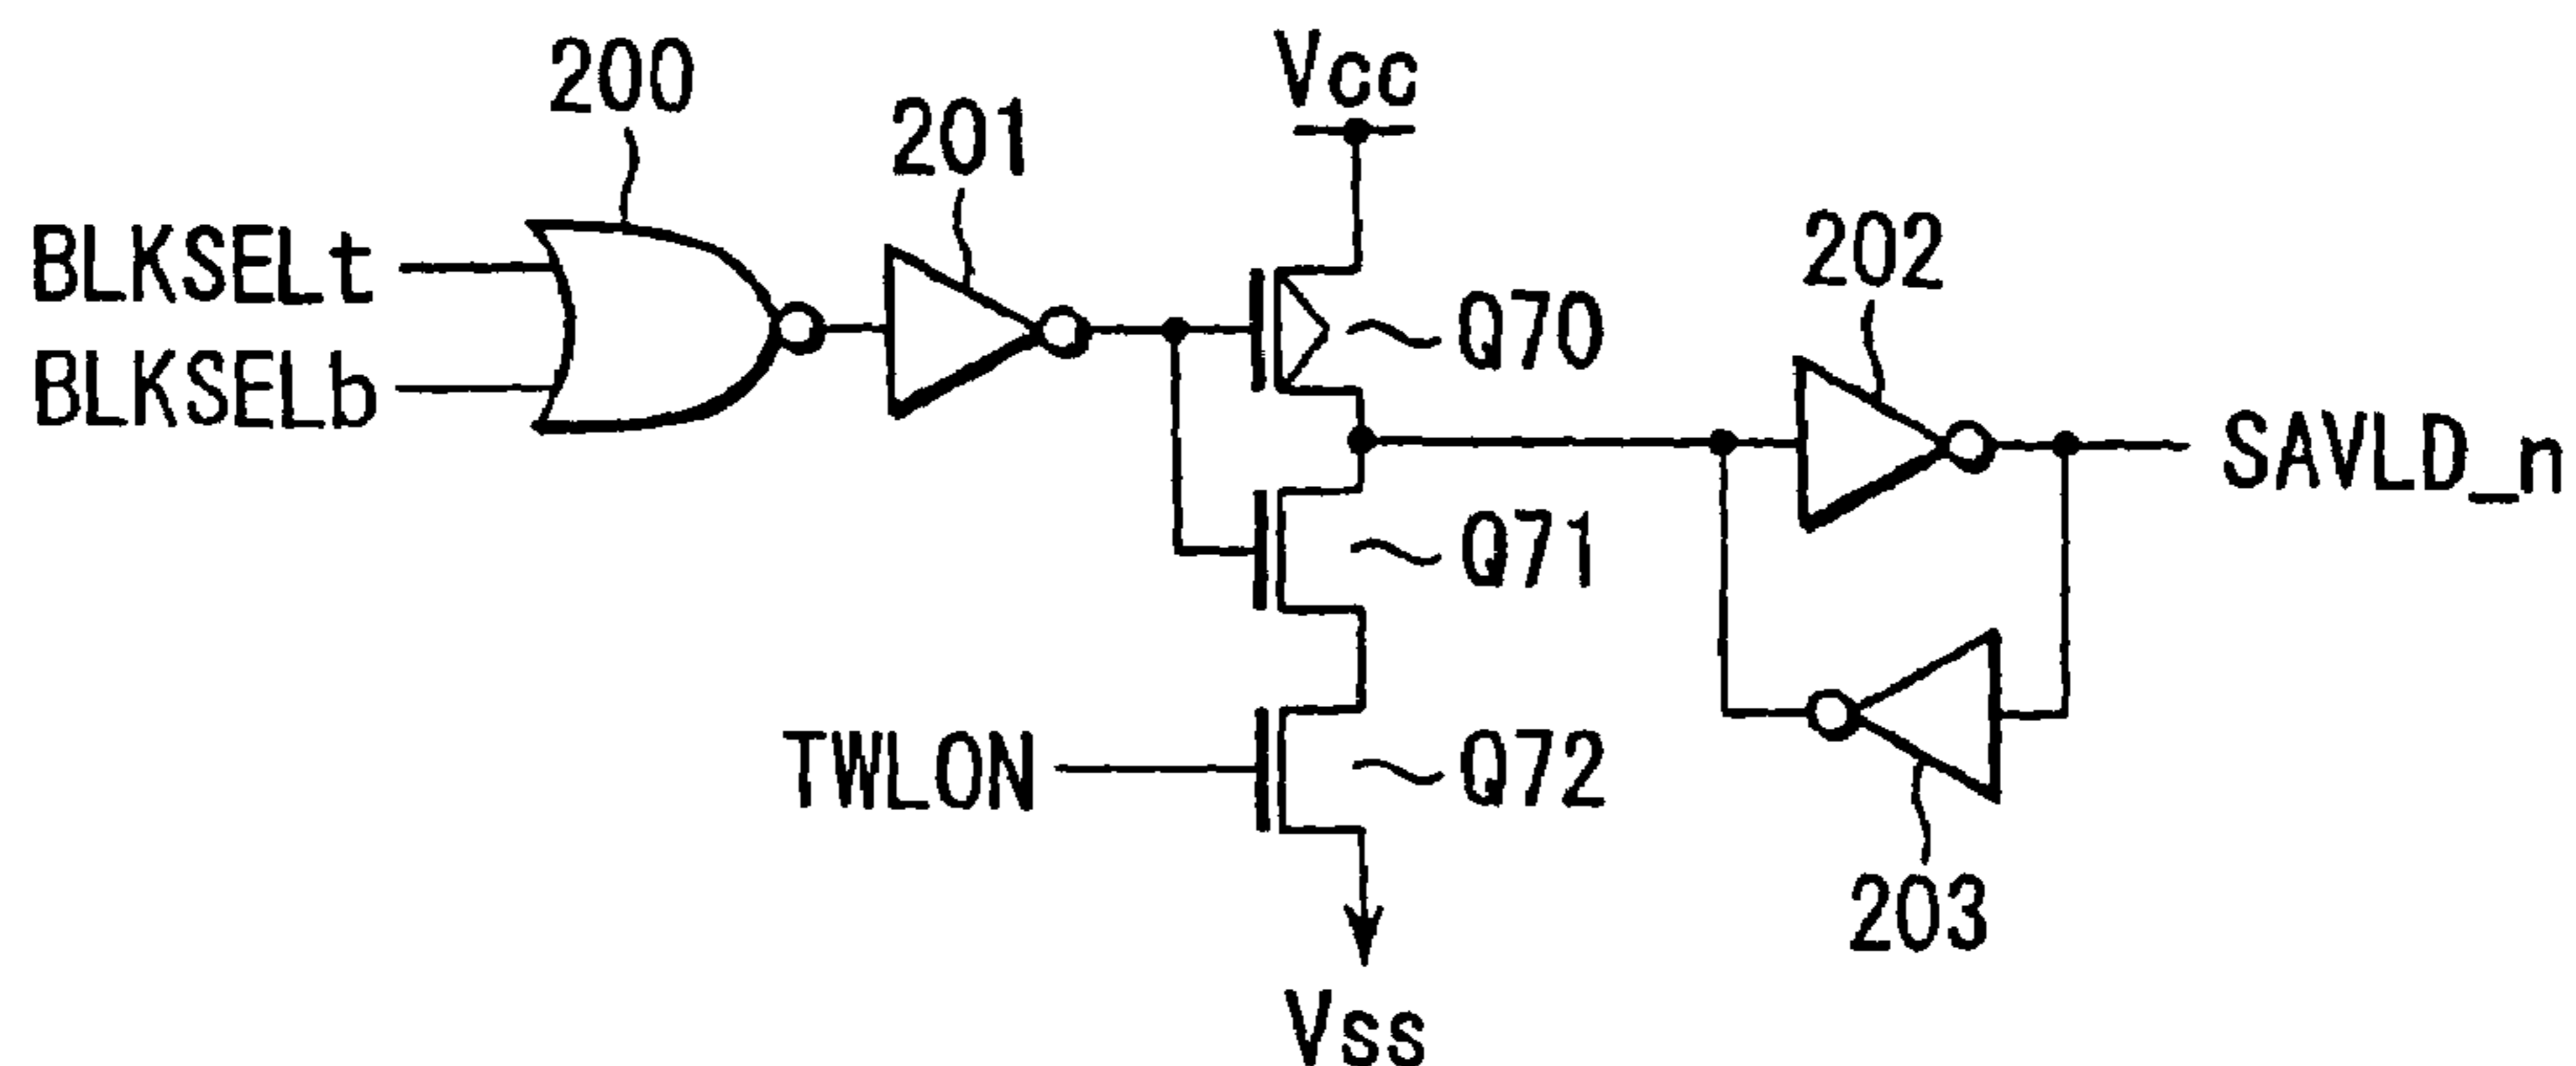 200
201
Vcc
BLKSELt
BLKSELb
Q70
202
SAVLD_n
Q71
TWLON
Q72
203
Vss